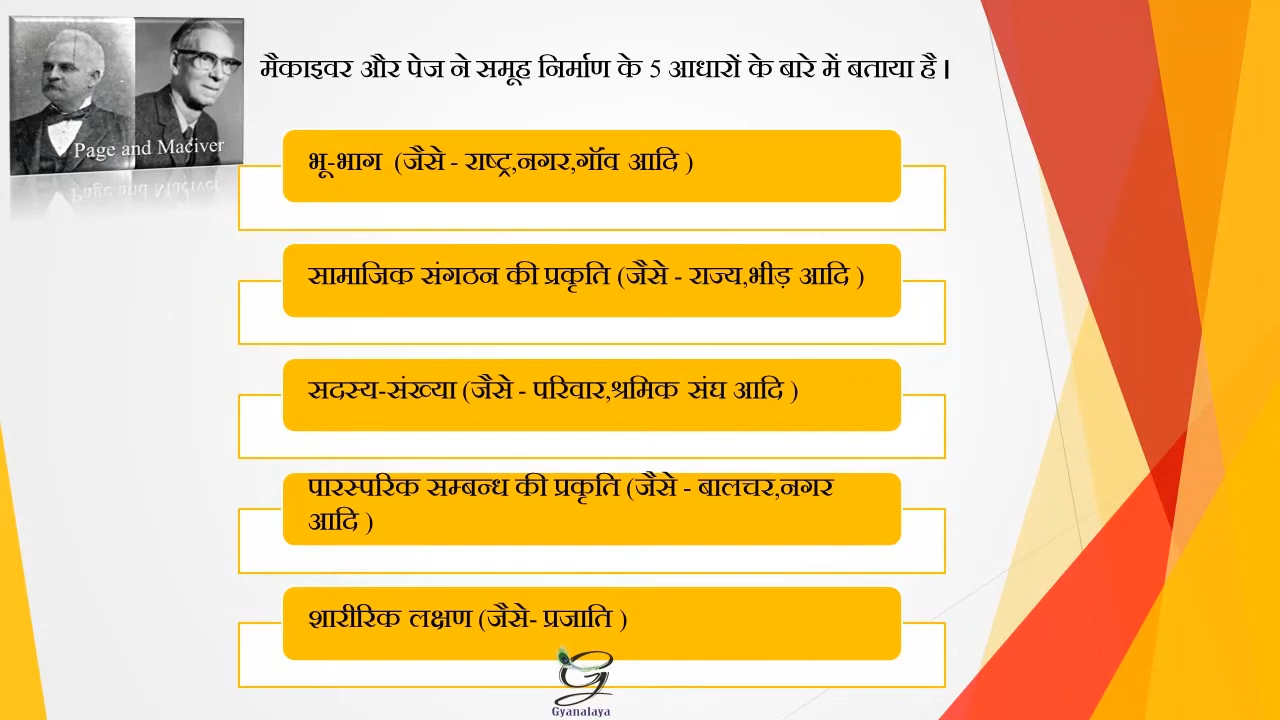 मैकाइवर और पेज ने समूह निर्माण के 5 आधारों के बारे में बताया है।
Page and Maciver
भू-भाग (जैसे - राष्ट्र,नगर,गॉंव आदि )
सामाजिक संगठन की प्रकृति (जैसे - राज्य,भीड़ आदि )
सदस्य-संख्या (जैसे - परिवार,श्रमिक संघ आदि )
पारस्परिक सम्बन्ध की प्रकृति (जैसे - बालचर,नगर
आदि )
शारीरिक लक्षण (जैसे- प्रजाति )
Gyanalaya